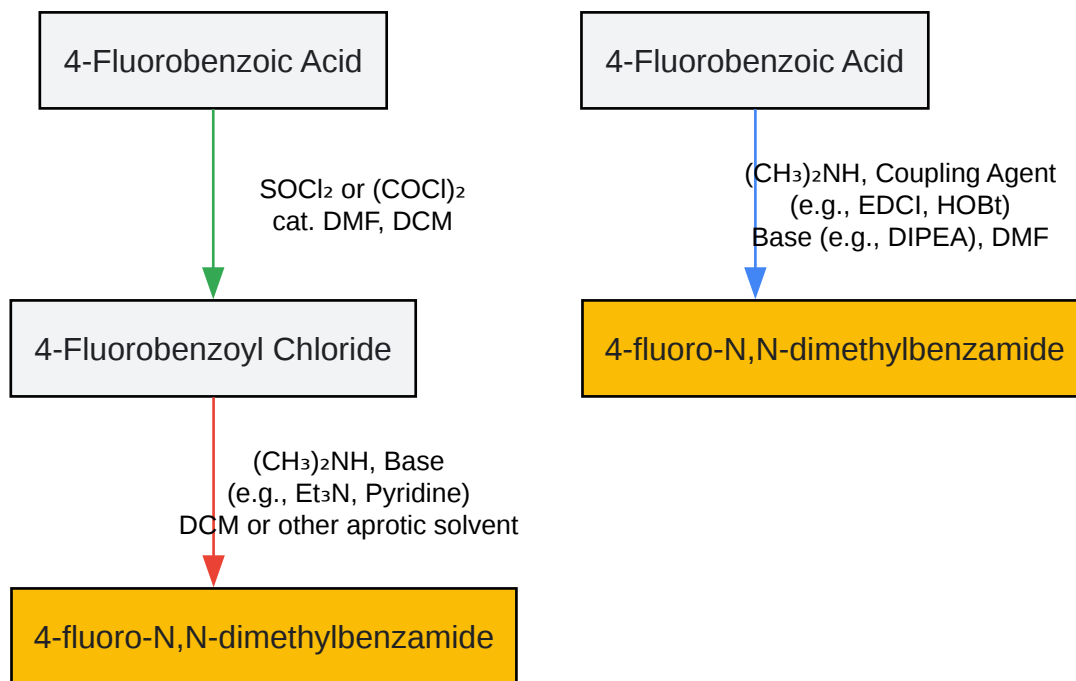 4-Fluorobenzoic Acid
SOCl₂ or (COCl)₂
cat. DMF, DCM
4-Fluorobenzoyl Chloride
(CH₃)₂NH, Base
(e.g., Et₃N, Pyridine)
DCM or other aprotic solvent
4-fluoro-N,N-dimethylbenzamide
4-Fluorobenzoic Acid
(CH₃)₂NH, Coupling Agent
(e.g., EDCI, HOBt)
Base (e.g., DIPEA), DMF
4-fluoro-N,N-dimethylbenzamide